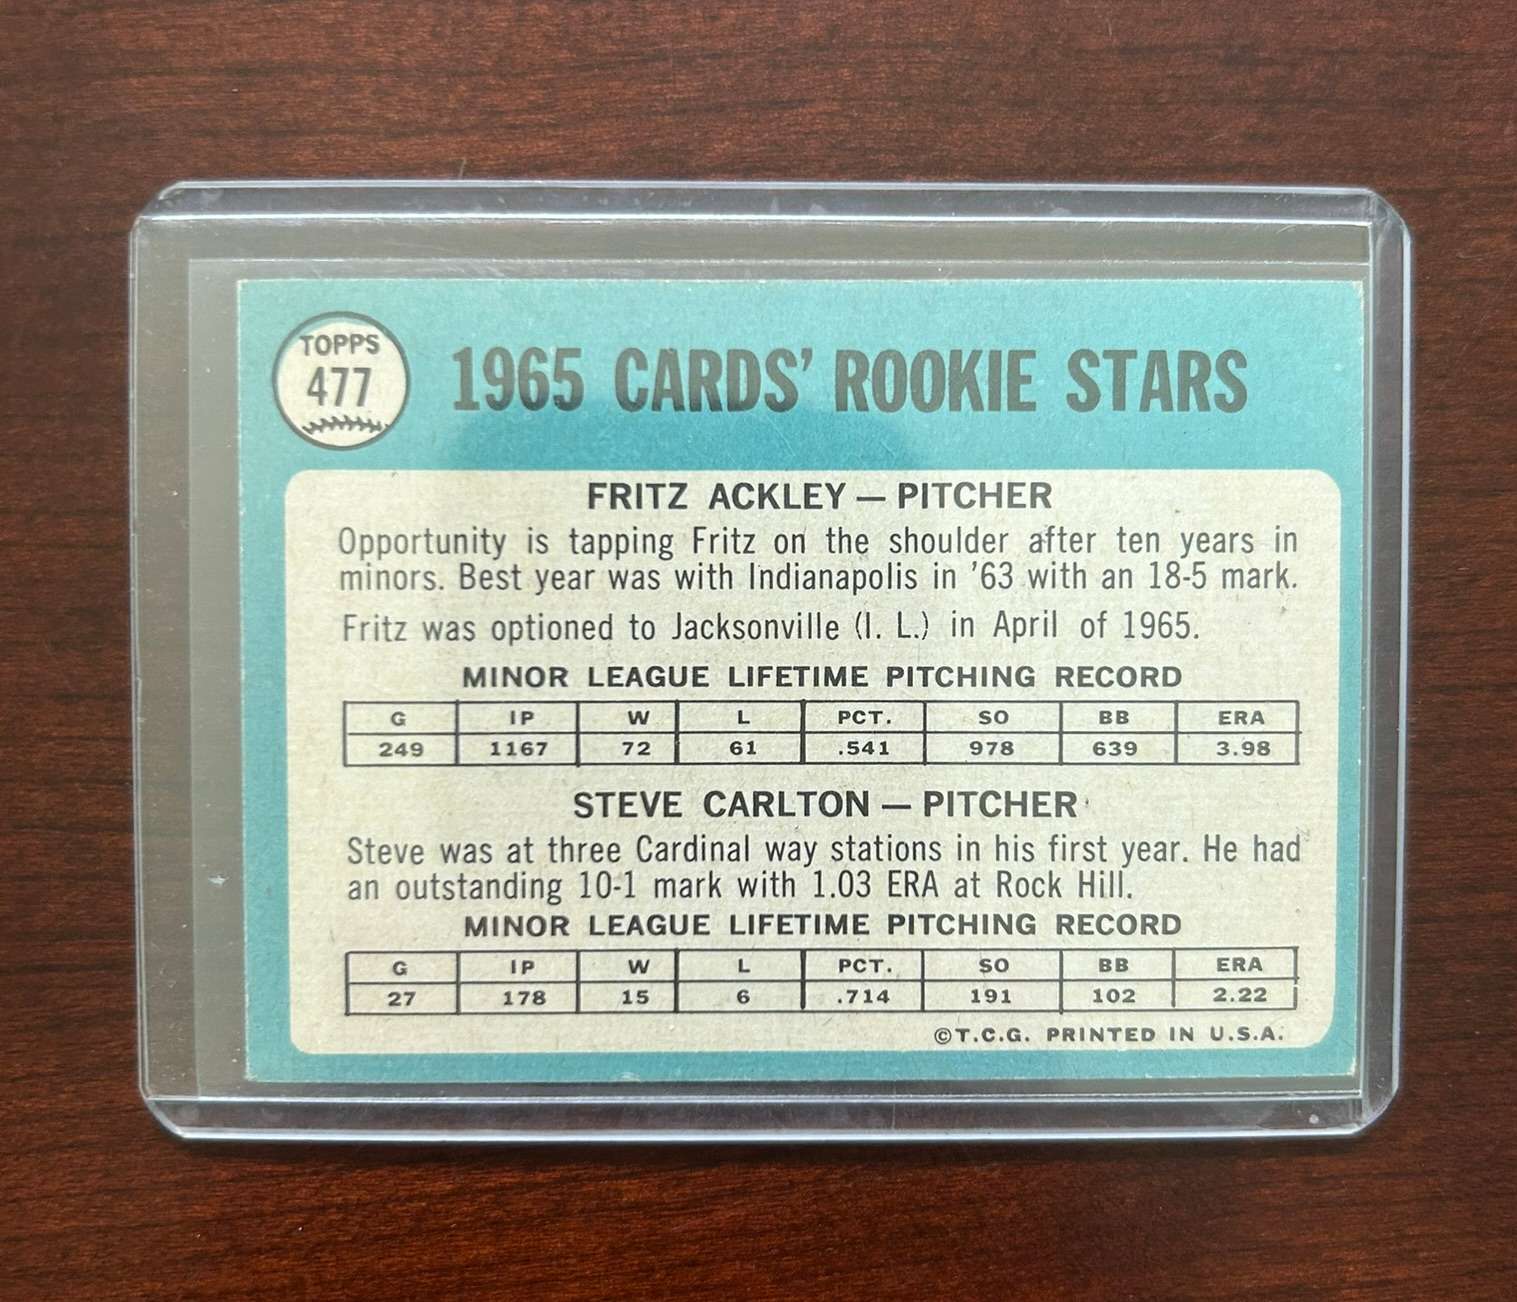 TOPPS
477
1965 CARDS' ROOKIE STARS
FRITZ ACKLEY — PITCHER
Opportunity is tapping Fritz on the shoulder after ten years in
minors. Best year was with Indianapolis in '63 with an 18-5 mark.
Fritz was optioned to Jacksonville (I. L.) in April of 1965.
MINOR LEAGUE LIFETIME PITCHING RECORD
G IP W L PCT. SO BB ERA
249 1167 72 61 .541 978 639 3.98
STEVE CARLTON — PITCHER
Steve was at three Cardinal way stations in his first year. He had
an outstanding 10-1 mark with 1.03 ERA at Rock Hill.
MINOR LEAGUE LIFETIME PITCHING RECORD
G IP W L PCT. SO BB ERA
27 178 15 6 .714 191 102 2.22
©T.C.G. PRINTED IN U.S.A.